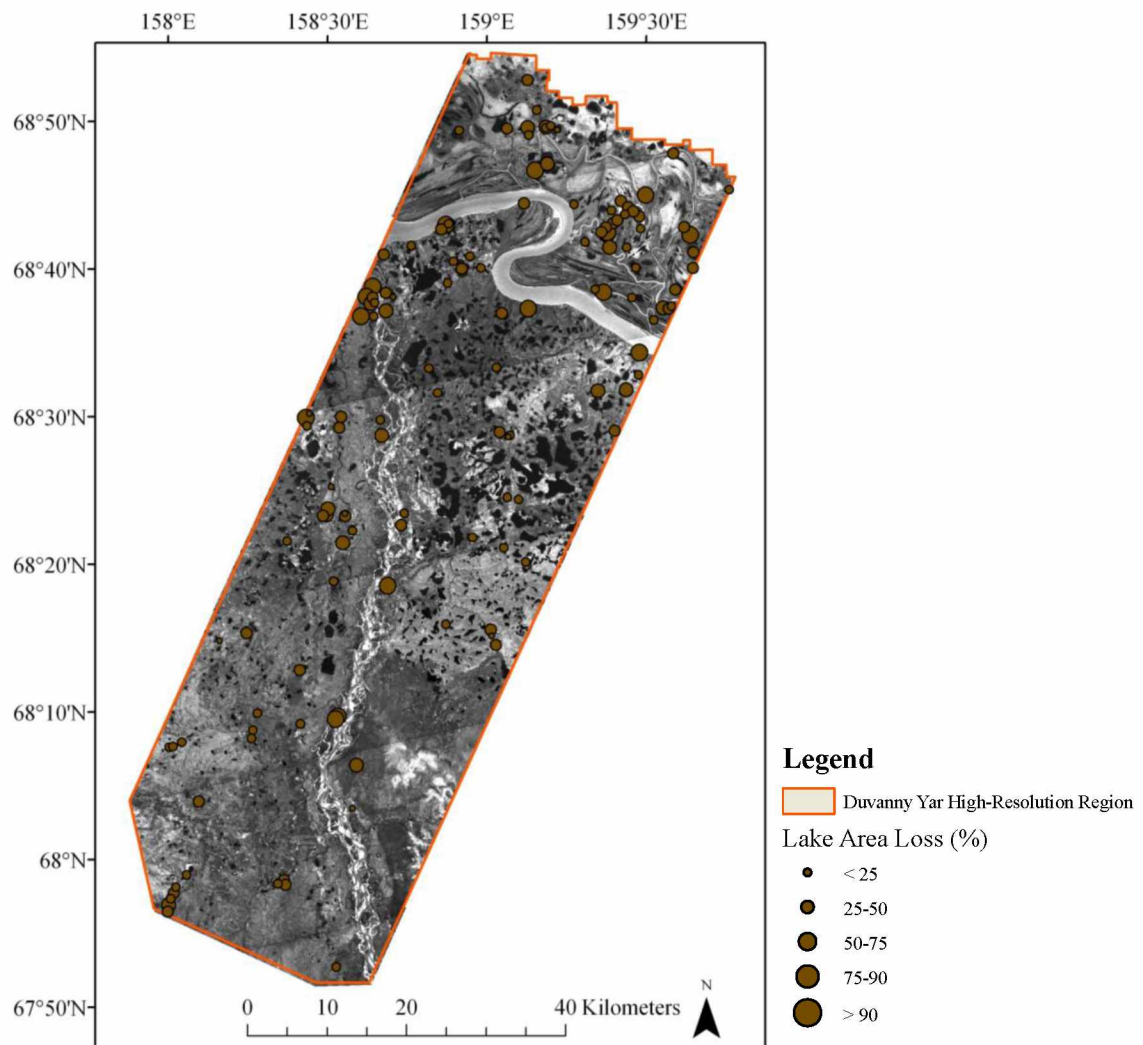 158°E 158°30'E 159°E 159°30'E
68°50'N
68°40'N
68°30'N
68°20'N
68°10'N
68°N
67°50'N
0 10 20 40 Kilometers
N
Legend
Duvanny Yar High-Resolution Region
Lake Area Loss (%)
< 25
25-50
50-75
75-90
> 90